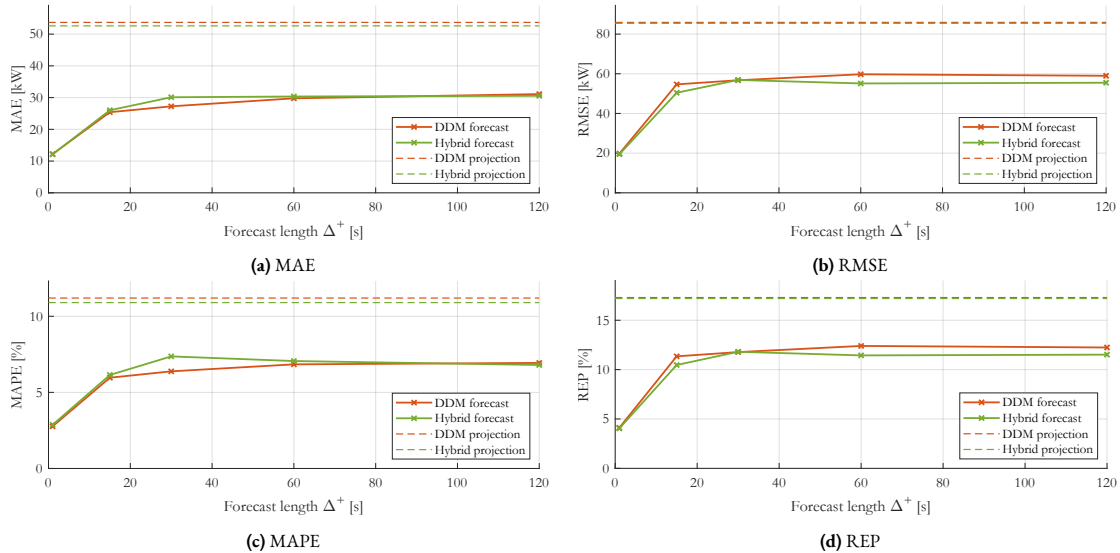 MAE [kW]
50
40
30
20
10
0
0 20 40 60 80 100 120
Forecast length Δ⁺ [s]
DDM forecast
Hybrid forecast
DDM projection
Hybrid projection
(a) MAE
RMSE [kW]
80
60
40
20
0
0 20 40 60 80 100 120
Forecast length Δ⁺ [s]
DDM forecast
Hybrid forecast
DDM projection
Hybrid projection
(b) RMSE
MAPE [%]
10
5
0
0 20 40 60 80 100 120
Forecast length Δ⁺ [s]
DDM forecast
Hybrid forecast
DDM projection
Hybrid projection
(c) MAPE
REP [%]
15
10
5
0
0 20 40 60 80 100 120
Forecast length Δ⁺ [s]
DDM forecast
Hybrid forecast
DDM projection
Hybrid projection
(d) REP